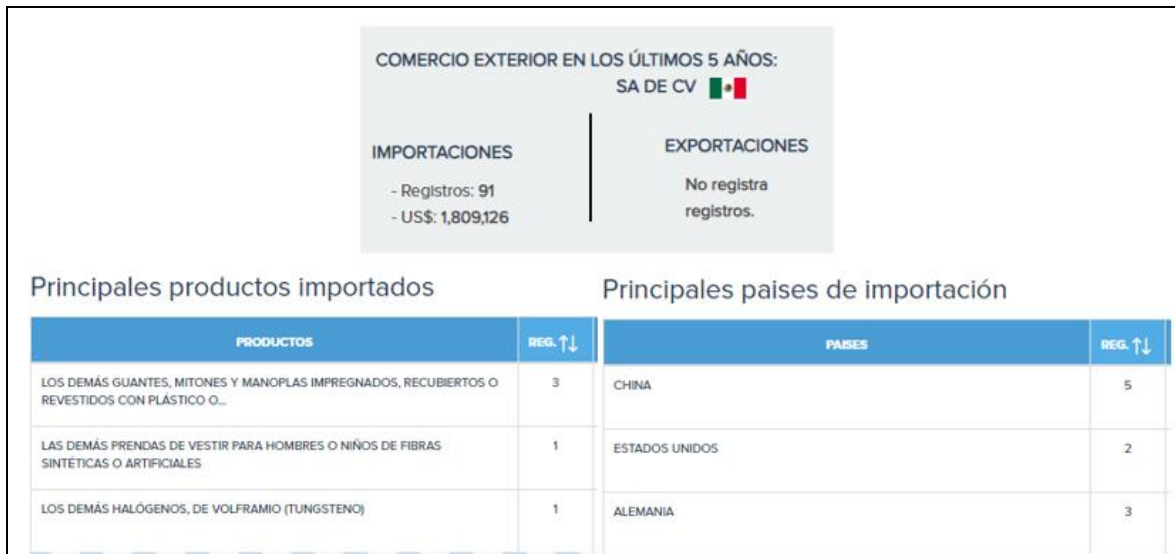 COMERCIO EXTERIOR EN LOS ÚLTIMOS 5 AÑOS:
SA DE CV
IMPORTACIONES
- Registros: 91
- US$: 1,809,126
EXPORTACIONES
No registra
registros.
Principales productos importados
PRODUCTOS REG. ↑↓
LOS DEMÁS GUANTES, MITONES Y MANOPLAS IMPREGNADOS, RECUBIERTOS O 3
REVESTIDOS CON PLÁSTICO O...
LAS DEMÁS PRENDAS DE VESTIR PARA HOMBRES O NIÑOS DE FIBRAS 1
SINTÉTICAS O ARTIFICIALES
LOS DEMÁS HALÓGENOS, DE VOLFRAMIO (TUNGSTENO) 1
Principales paises de importación
PAISES REG. ↑↓
CHINA 5
ESTADOS UNIDOS 2
ALEMANIA 3